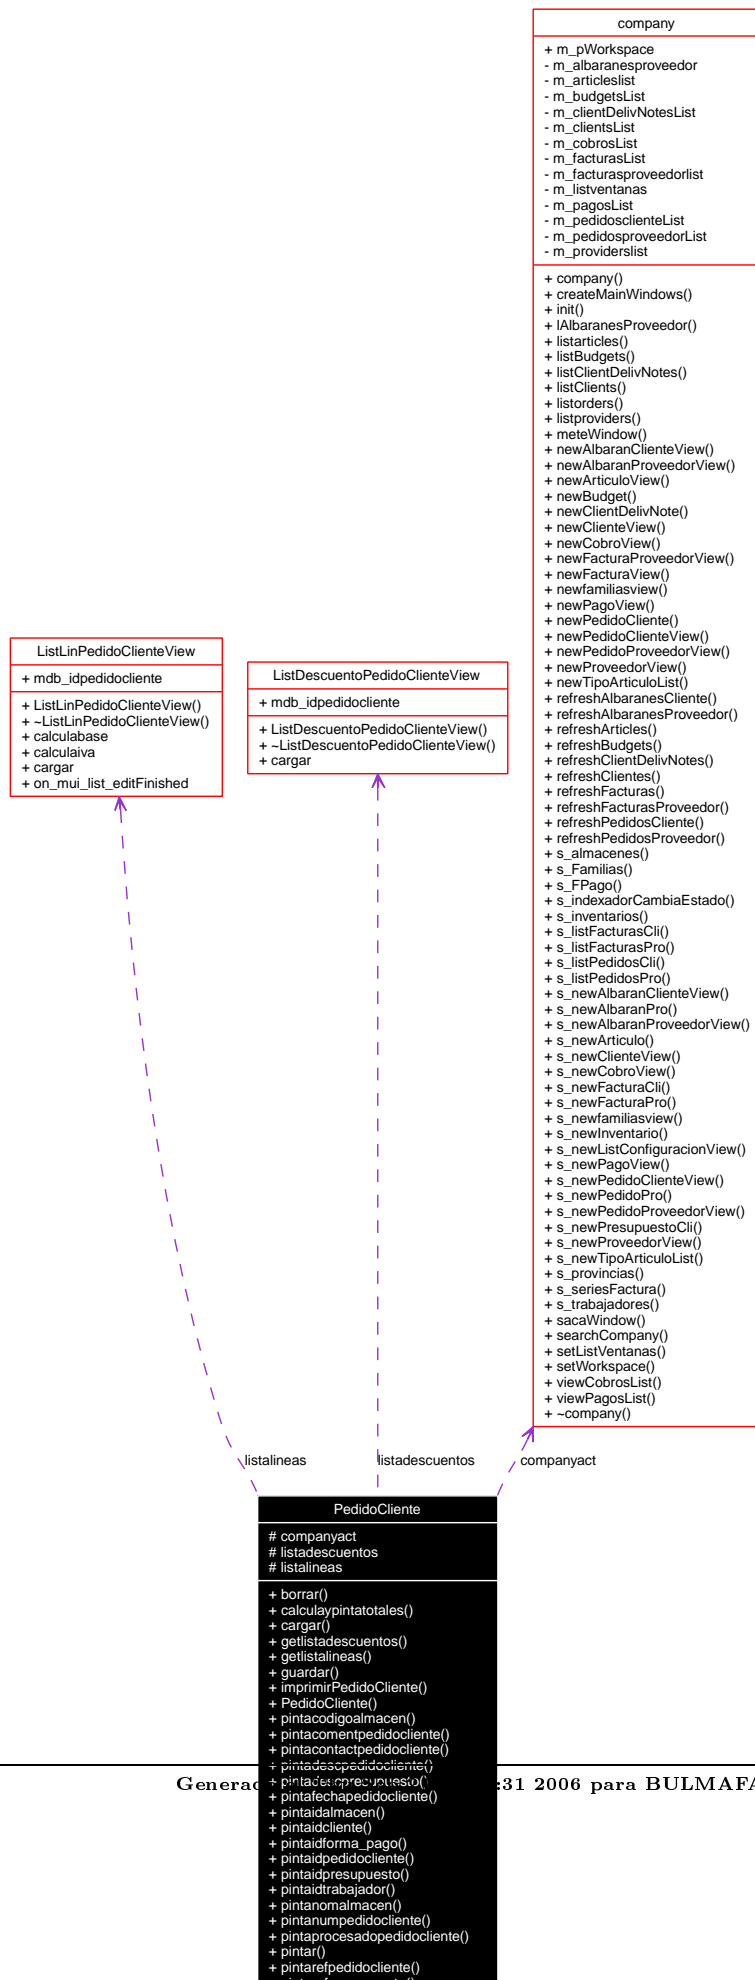 company
+ m_pWorkspace
- m_albaranesproveedor
- m_articleslist
- m_budgetsList
- m_clientDelivNotesList
- m_clientsList
- m_cobrosList
- m_facturasList
- m_facturasproveedorlist
- m_listventanas
- m_pagosList
- m_pedidosclienteList
- m_pedidosproveedorList
- m_providerslist
+ company()
+ createMainWindows()
+ init()
+ lAlbaranesProveedor()
+ listarticles()
+ listBudgets()
+ listClientDelivNotes()
+ listClients()
+ listorders()
+ listproviders()
+ meteWindow()
+ newAlbaranClienteView()
+ newAlbaranProveedorView()
+ newArticuloView()
+ newBudget()
+ newClientDelivNote()
+ newClienteView()
+ newCobroView()
+ newFacturaProveedorView()
+ newFacturaView()
+ newfamiliasview()
+ newPagoView()
+ newPedidoCliente()
+ newPedidoClienteView()
+ newPedidoProveedorView()
+ newProveedorView()
+ newTipoArticuloList()
+ refreshAlbaranesCliente()
+ refreshAlbaranesProveedor()
+ refreshArticles()
+ refreshBudgets()
+ refreshClientDelivNotes()
+ refreshClientes()
+ refreshFacturas()
+ refreshFacturasProveedor()
+ refreshPedidosCliente()
+ refreshPedidosProveedor()
+ s_almacenes()
+ s_Familias()
+ s_FPago()
+ s_indexadorCambiaEstado()
+ s_inventarios()
+ s_listFacturasCli()
+ s_listFacturasPro()
+ s_listPedidosCli()
+ s_listPedidosPro()
+ s_newAlbaranClienteView()
+ s_newAlbaranPro()
+ s_newAlbaranProveedorView()
+ s_newArticulo()
+ s_newClienteView()
+ s_newCobroView()
+ s_newFacturaCli()
+ s_newFacturaPro()
+ s_newfamiliasview()
+ s_newInventario()
+ s_newListConfiguracionView()
+ s_newPagoView()
+ s_newPedidoClienteView()
+ s_newPedidoPro()
+ s_newPedidoProveedorView()
+ s_newPresupuestoCli()
+ s_newProveedorView()
+ s_newTipoArticuloList()
+ s_provincias()
+ s_seriesFactura()
+ s_trabajadores()
+ sacaWindow()
+ searchCompany()
+ setListVentanas()
+ setWorkspace()
+ viewCobrosList()
+ viewPagosList()
+ ~company()
ListLinPedidoClienteView
+ mdb_idpedidocliente
+ ListLinPedidoClienteView()
+ ~ListLinPedidoClienteView()
+ calculabase
+ calculaiva
+ cargar
+ on_mui_list_editFinished
ListDescuentoPedidoClienteView
+ mdb_idpedidocliente
+ ListDescuentoPedidoClienteView()
+ ~ListDescuentoPedidoClienteView()
+ cargar
listalineas
listadescuentos
companyact
PedidoCliente
# companyact
# listadescuentos
# listalineas
+ borrar()
+ calculaypintatotales()
+ cargar()
+ getlistadescuentos()
+ getlistalineas()
+ guardar()
+ imprimirPedidoCliente()
+ PedidoCliente()
+ pintacodigoalmacen()
+ pintacomentpedidocliente()
+ pintacontactpedidocliente()
+ pintadescpedidocliente()
+ pintadescpresupuesto()
+ pintafechapedidocliente()
+ pintaidalmacen()
+ pintaidcliente()
+ pintaidforma_pago()
+ pintaidpedidocliente()
+ pintaidpresupuesto()
+ pintaidtrabajador()
+ pintanomalmacen()
+ pintanumpedidocliente()
+ pintaprocesadopedidocliente()
+ pintar()
+ pintarefpedidocliente()
:31 2006 para